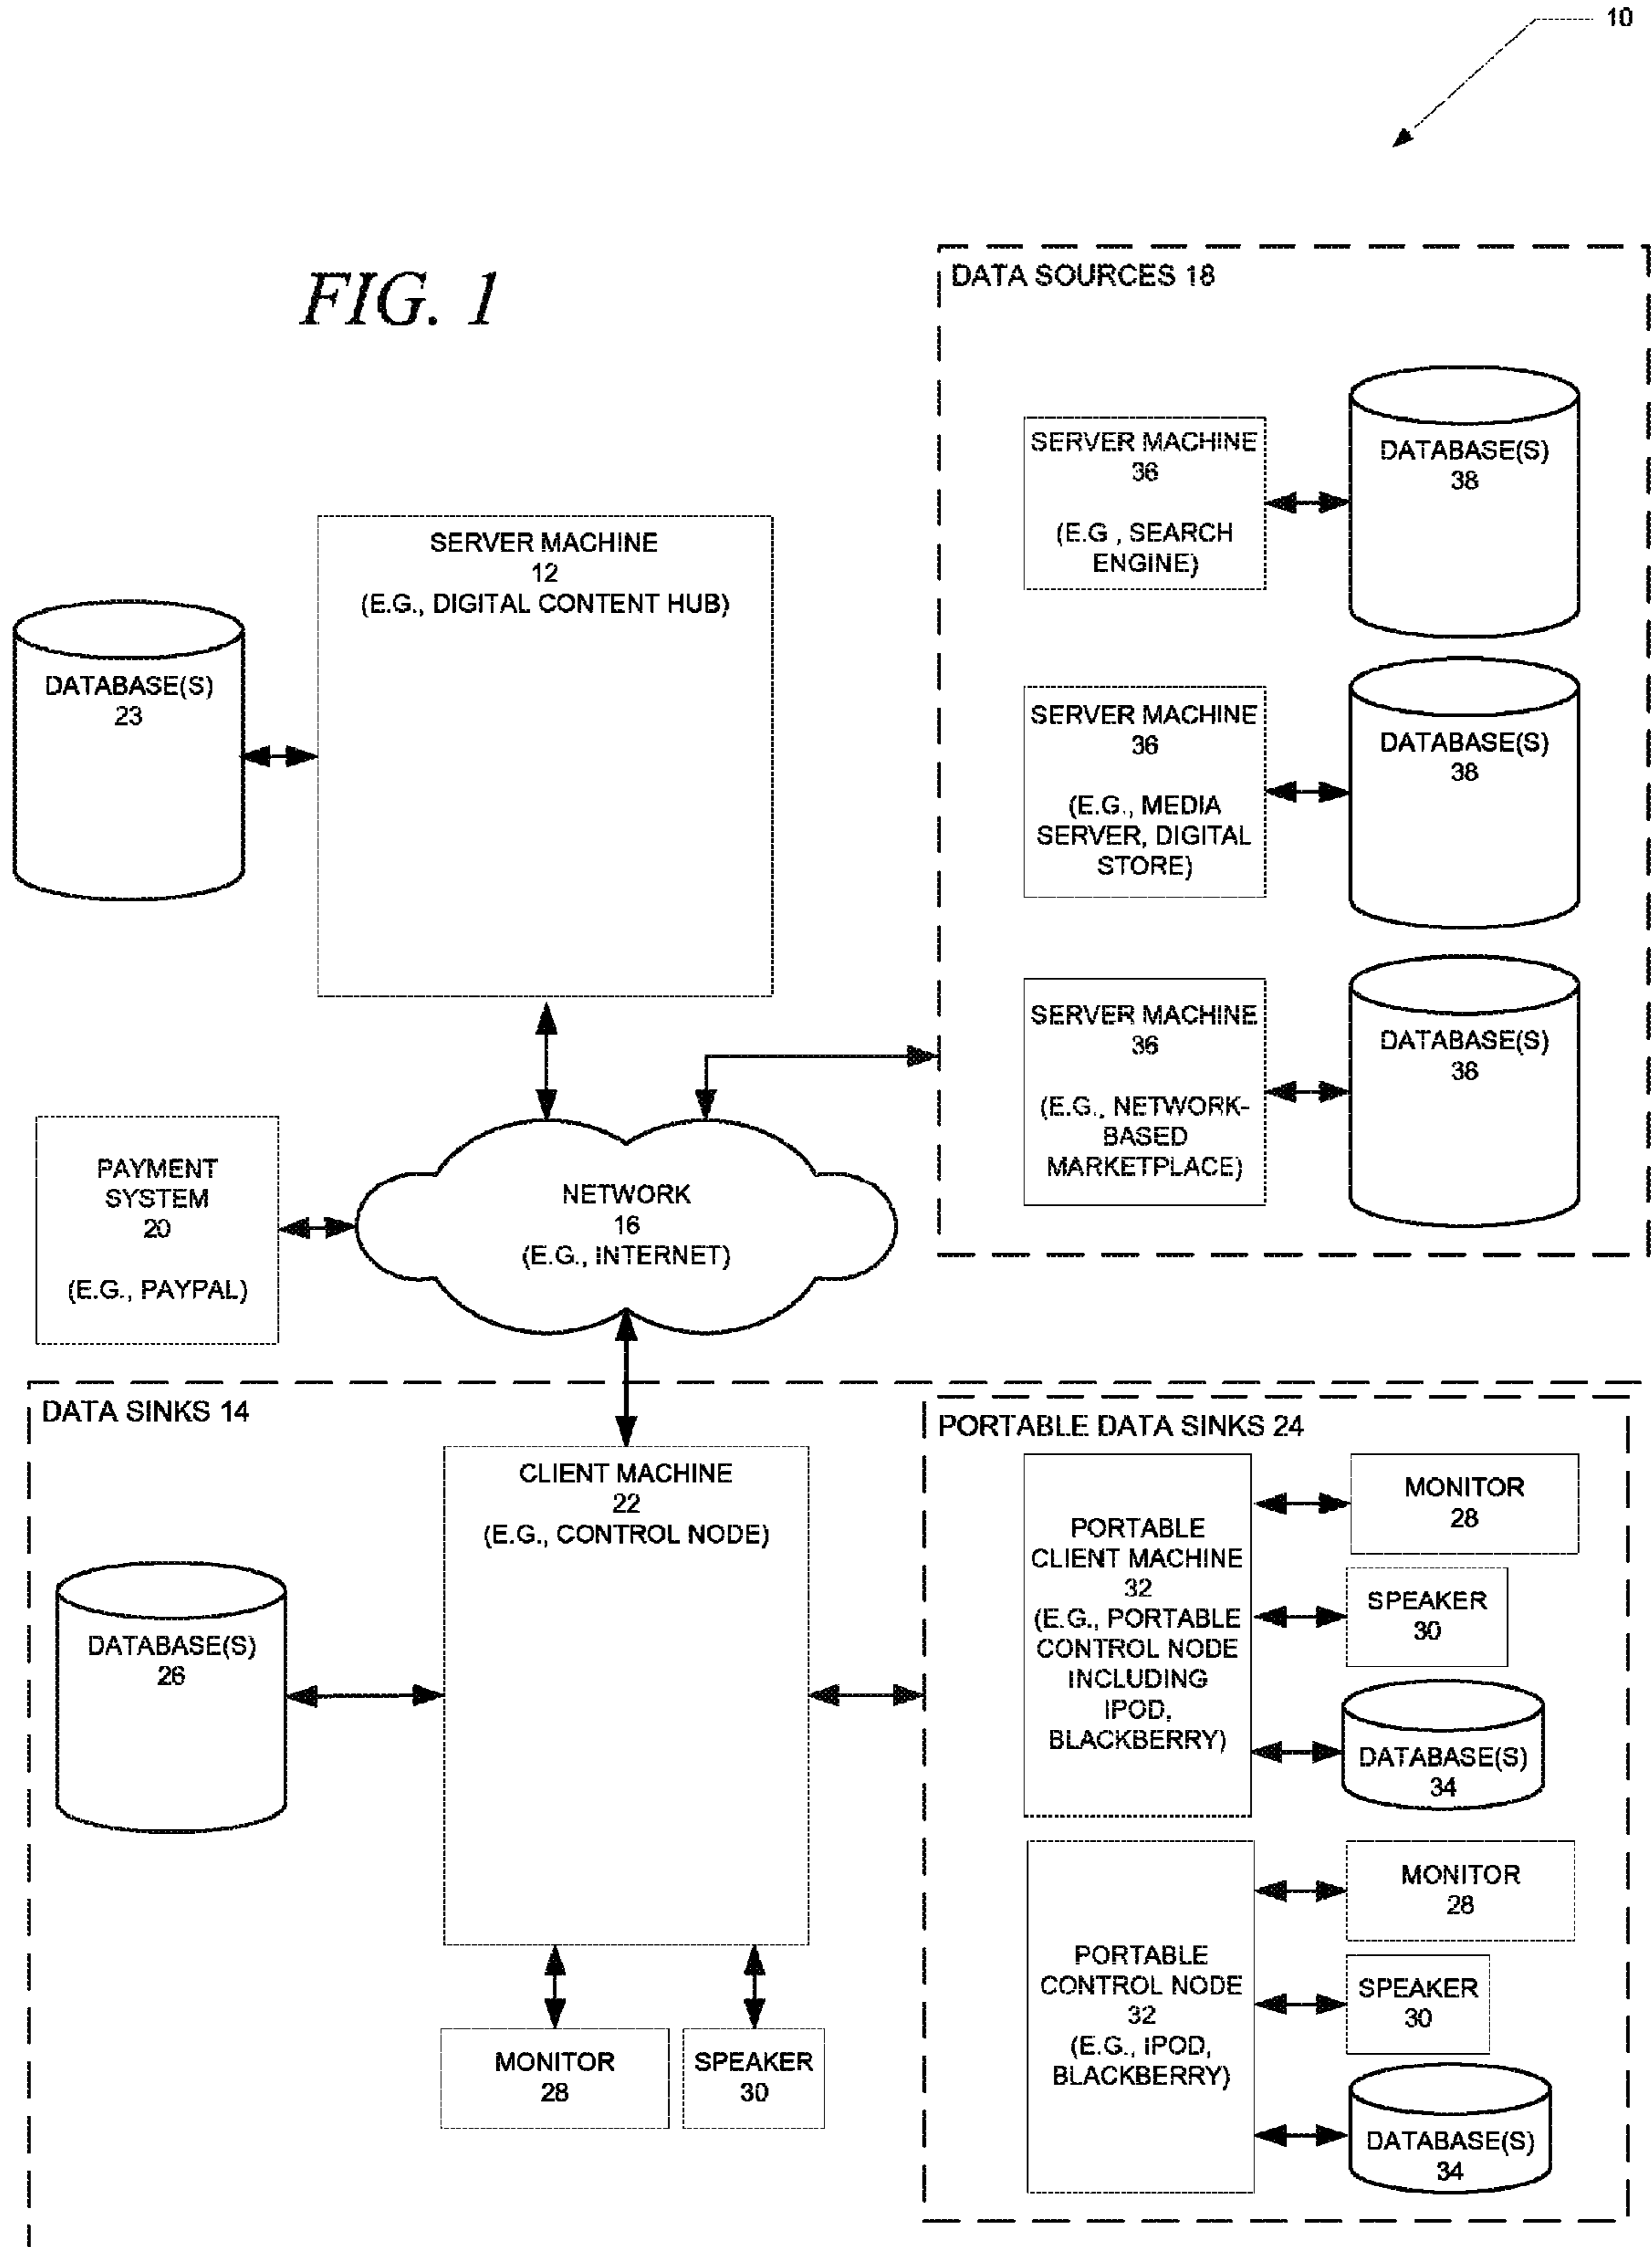 10
FIG. 1
DATA SOURCES 18
SERVER MACHINE
36
(E.G , SEARCH
ENGINE)
DATABASE(S)
38
SERVER MACHINE
36
(E.G., MEDIA
SERVER, DIGITAL
STORE)
DATABASE(S)
38
SERVER MACHINE
36
(E.G., NETWORK-
BASED
MARKETPLACE)
DATABASE(S)
38
SERVER MACHINE
12
(E.G., DIGITAL CONTENT HUB)
DATABASE(S)
23
PAYMENT
SYSTEM
20
(E.G., PAYPAL)
NETWORK
16
(E.G., INTERNET)
DATA SINKS 14
CLIENT MACHINE
22
(E.G., CONTROL NODE)
DATABASE(S)
26
MONITOR
28
SPEAKER
30
PORTABLE DATA SINKS 24
PORTABLE
CLIENT MACHINE
32
(E.G., PORTABLE
CONTROL NODE
INCLUDING
IPOD,
BLACKBERRY)
MONITOR
28
SPEAKER
30
DATABASE(S)
34
PORTABLE
CONTROL NODE
32
(E.G., IPOD,
BLACKBERRY)
MONITOR
28
SPEAKER
30
DATABASE(S)
34